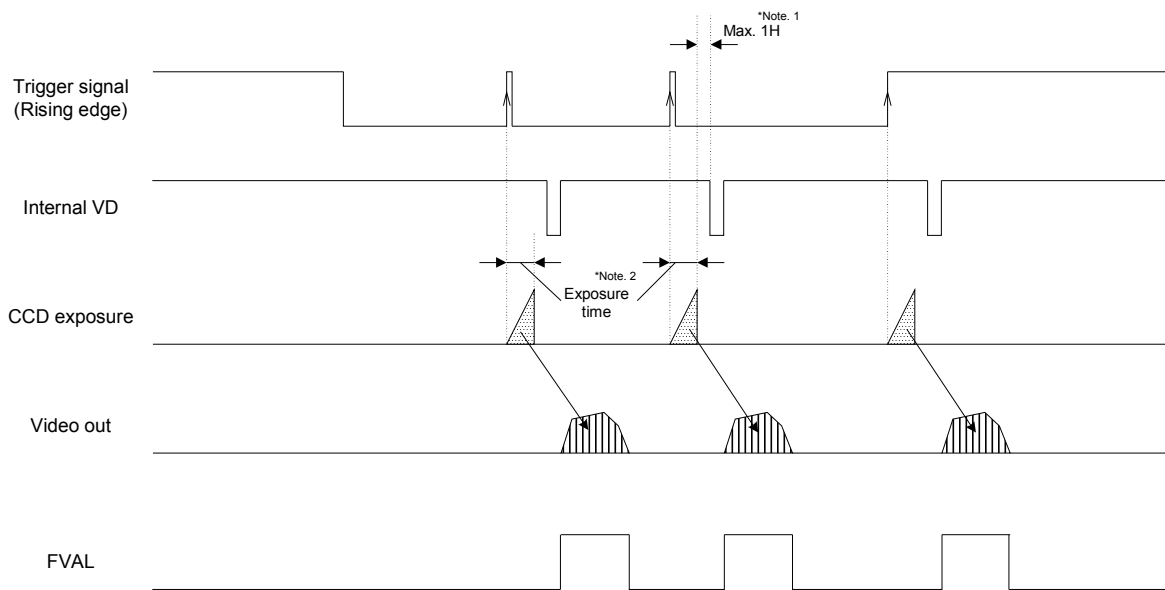 *Note. 1
Max. 1H
Trigger signal
(Rising edge)
Internal VD
*Note. 2
Exposure
time
CCD exposure
Video out
FVAL